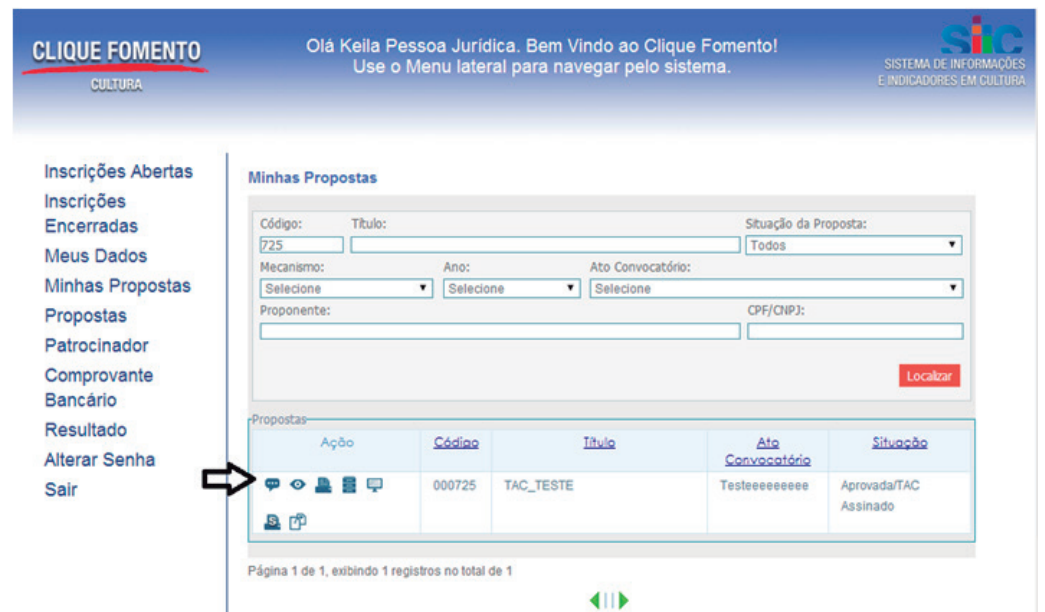 CLIQUE FOMENTO
CULTURA
Olá Keila Pessoa Jurídica. Bem Vindo ao Clique Fomento!
Use o Menu lateral para navegar pelo sistema.
SiiC
SISTEMA DE INFORMAÇÕES
E INDICADORES EM CULTURA
Inscrições Abertas
Inscrições
Encerradas
Meus Dados
Minhas Propostas
Propostas
Patrocinador
Comprovante
Bancário
Resultado
Alterar Senha
Sair
Minhas Propostas
Código: Título: Situação da Proposta:
725 Todos
Mecanismo: Ano: Ato Convocatório:
Selecione Selecione Selecione
Proponente: CPF/CNPJ:
Localizar
Propostas
Ação Código Título Ato Convocatório Situação
000725 TAC_TESTE Testeeeeeeeee Aprovada/TAC
Assinado
S
Página 1 de 1, exibindo 1 registros no total de 1